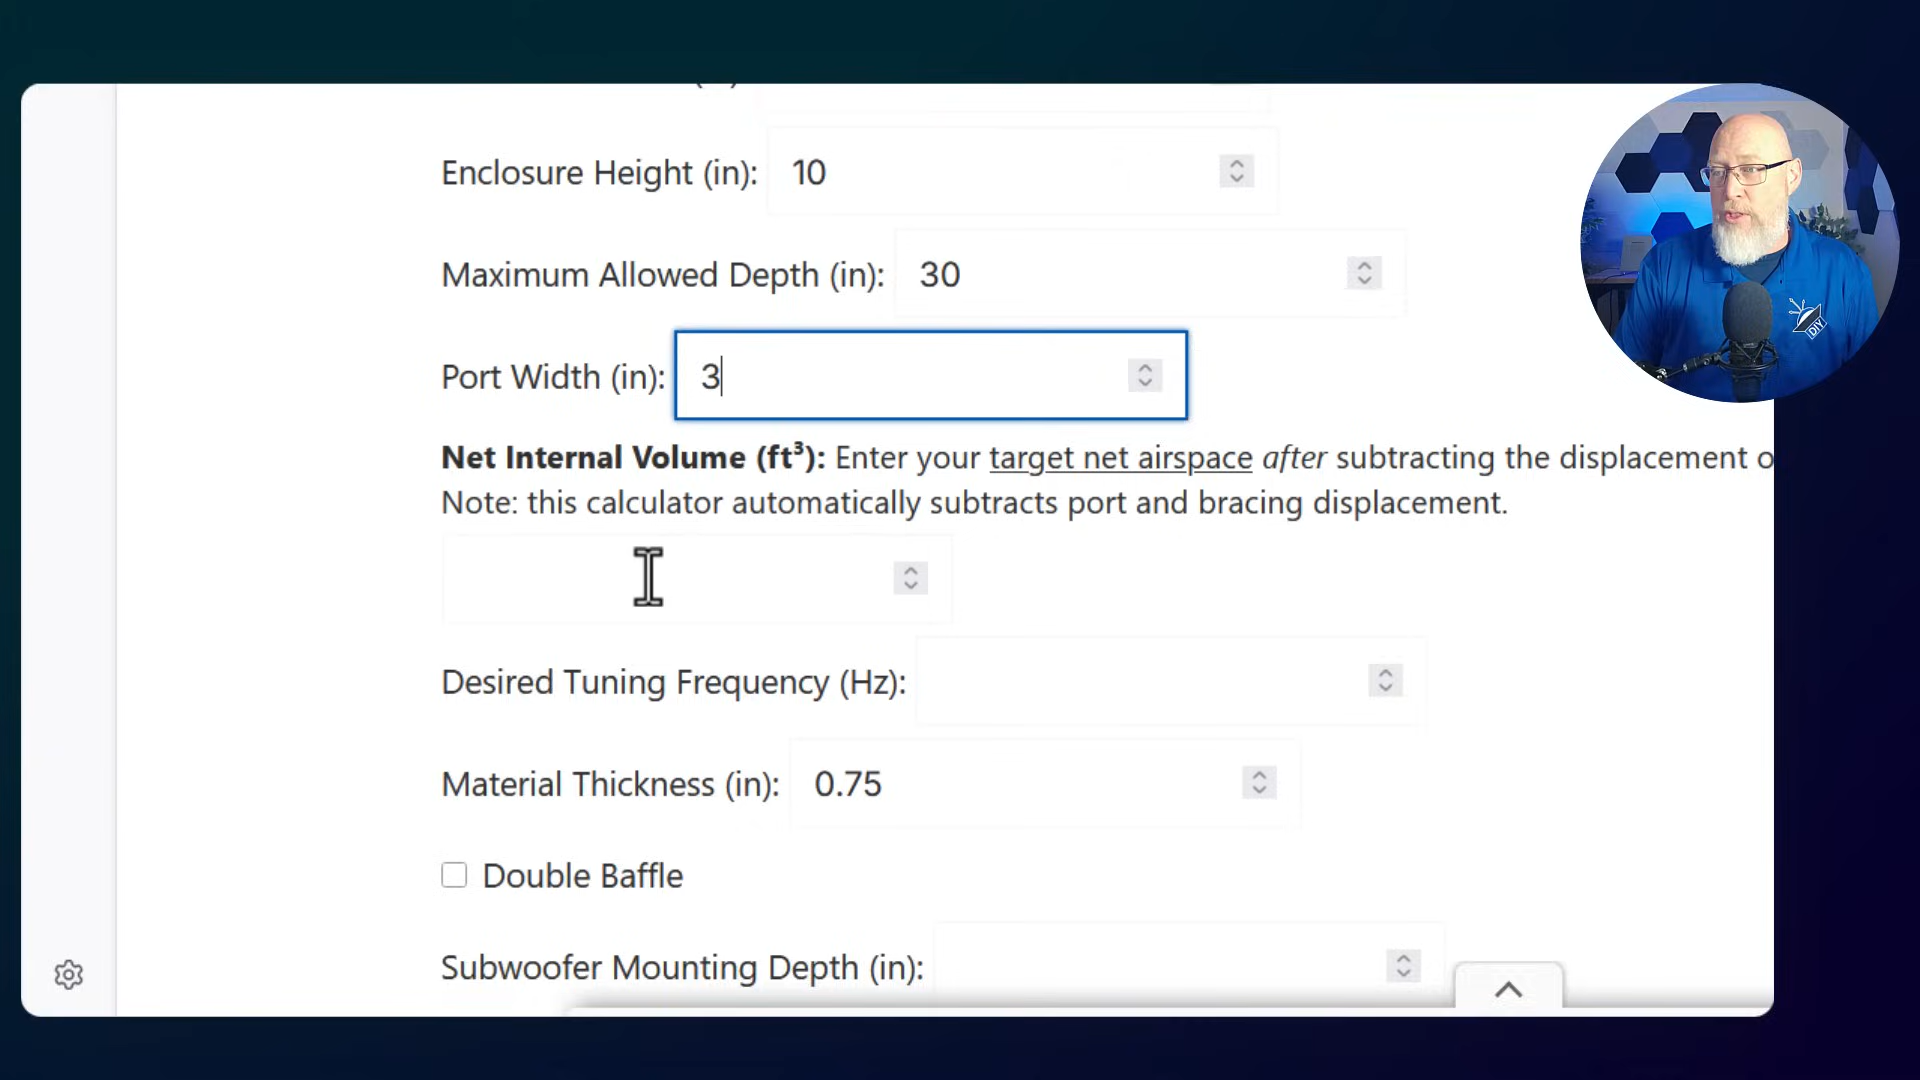 Enclosure Height (in): 10
Maximum Allowed Depth (in): 30
Port Width (in): 3
Net Internal Volume (ft³): Enter your target net airspace after subtracting the displacement o
Note: this calculator automatically subtracts port and bracing displacement.
Desired Tuning Frequency (Hz):
Material Thickness (in): 0.75
Double Baffle
Subwoofer Mounting Depth (in):
DIY